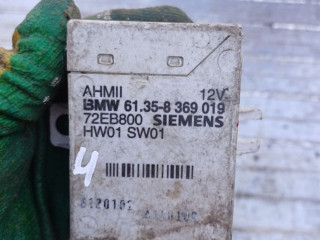 AHMII 12V
BMW 61.35-8 369 019
72EB800 SIEMENS
HW01 SW01
4